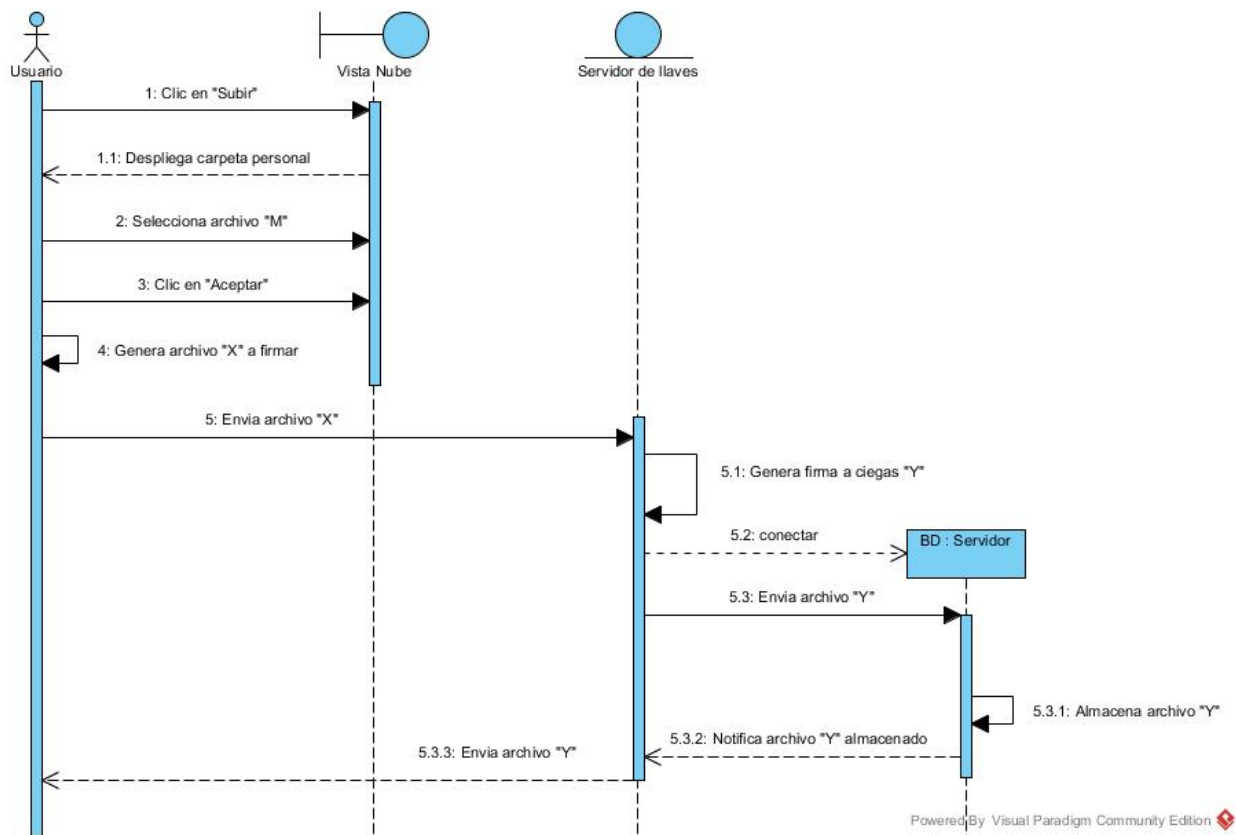 Usuario
Vista Nube
Servidor de llaves
1: Clic en "Subir"
1.1: Despliega carpeta personal
2: Selecciona archivo "M"
3: Clic en "Aceptar"
4: Genera archivo "X" a firmar
5: Envia archivo "X"
5.1: Genera firma a ciegas "Y"
5.2: conectar
BD : Servidor
5.3: Envia archivo "Y"
5.3.1: Almacena archivo "Y"
5.3.2: Notifica archivo "Y" almacenado
5.3.3: Envia archivo "Y"
Powered By Visual Paradigm Community Edition